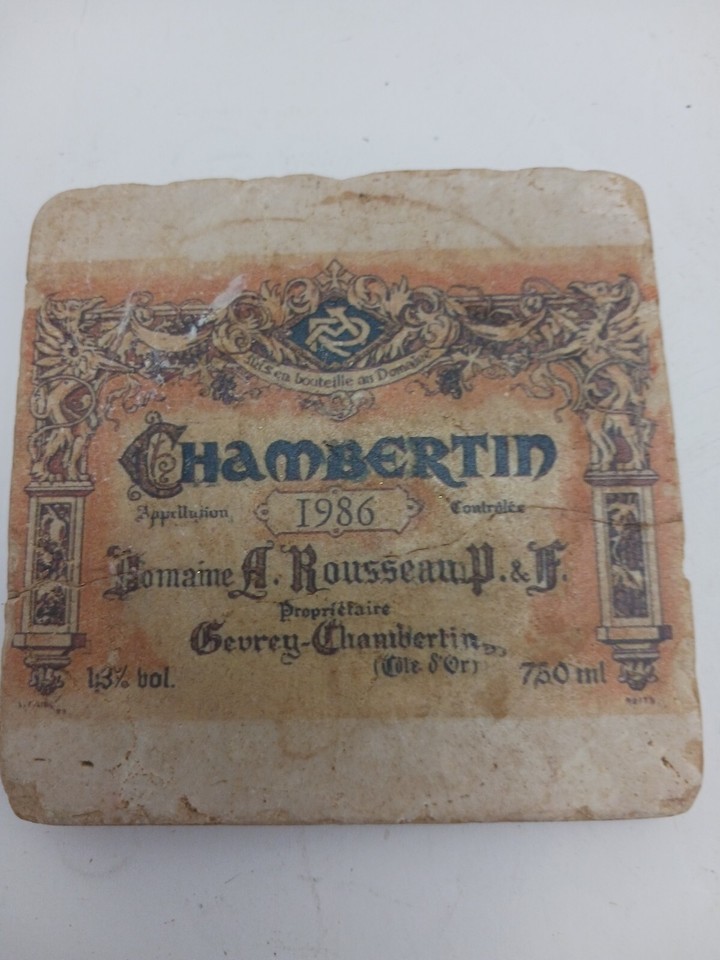 Mis en bouteille au Domaine
CHAMBERTIN
Appellation 1986 Contrôlée
Domaine A. Rousseau P. & F.
Propriétaire
Gevrey-Chambertin
(Côte d'Or)
13% vol. 750 ml